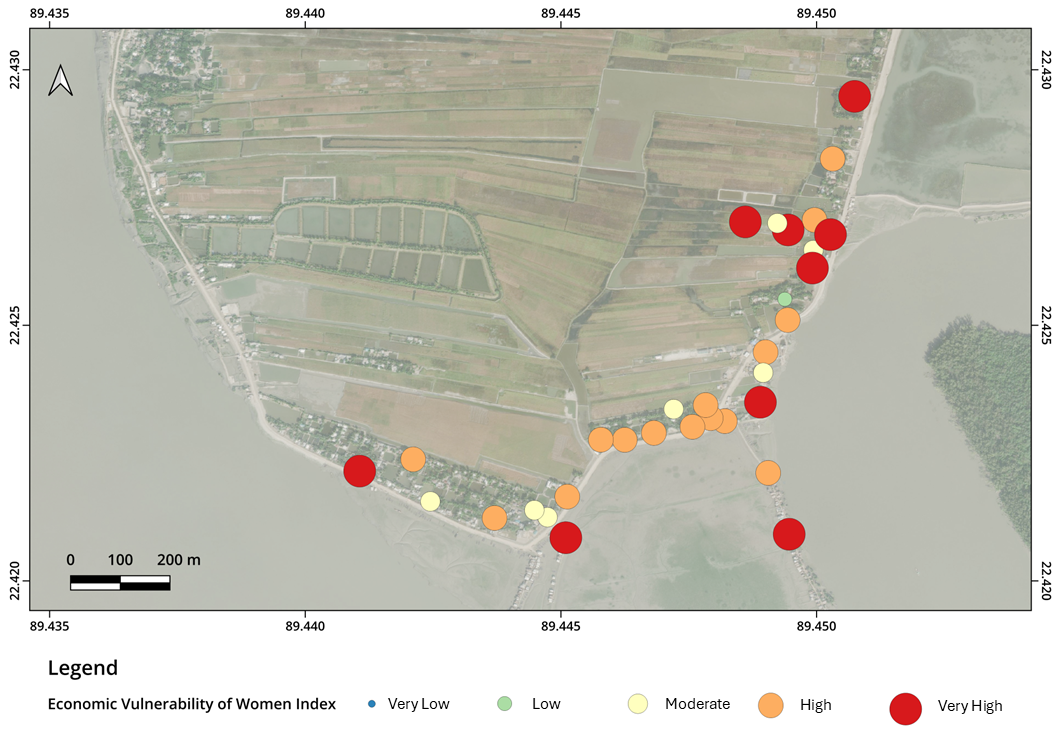 89.435 89.440 89.445 89.450
22.430 22.430
22.425 22.425
0 100 200 m
22.420 22.420
89.435 89.440 89.445 89.450
Legend
Economic Vulnerability of Women Index Very Low Low Moderate High Very High